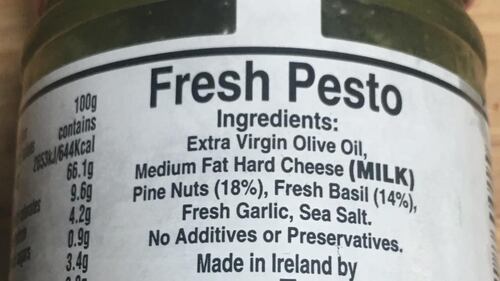 Fresh Pesto
Ingredients:
Extra Virgin Olive Oil,
Medium Fat Hard Cheese (MILK)
Pine Nuts (18%), Fresh Basil (14%),
Fresh Garlic, Sea Salt.
No Additives or Preservatives.
Made in Ireland by
100g
contains
/644Kcal
66.1g
9.6g
4.2g
0.9g
3.4g